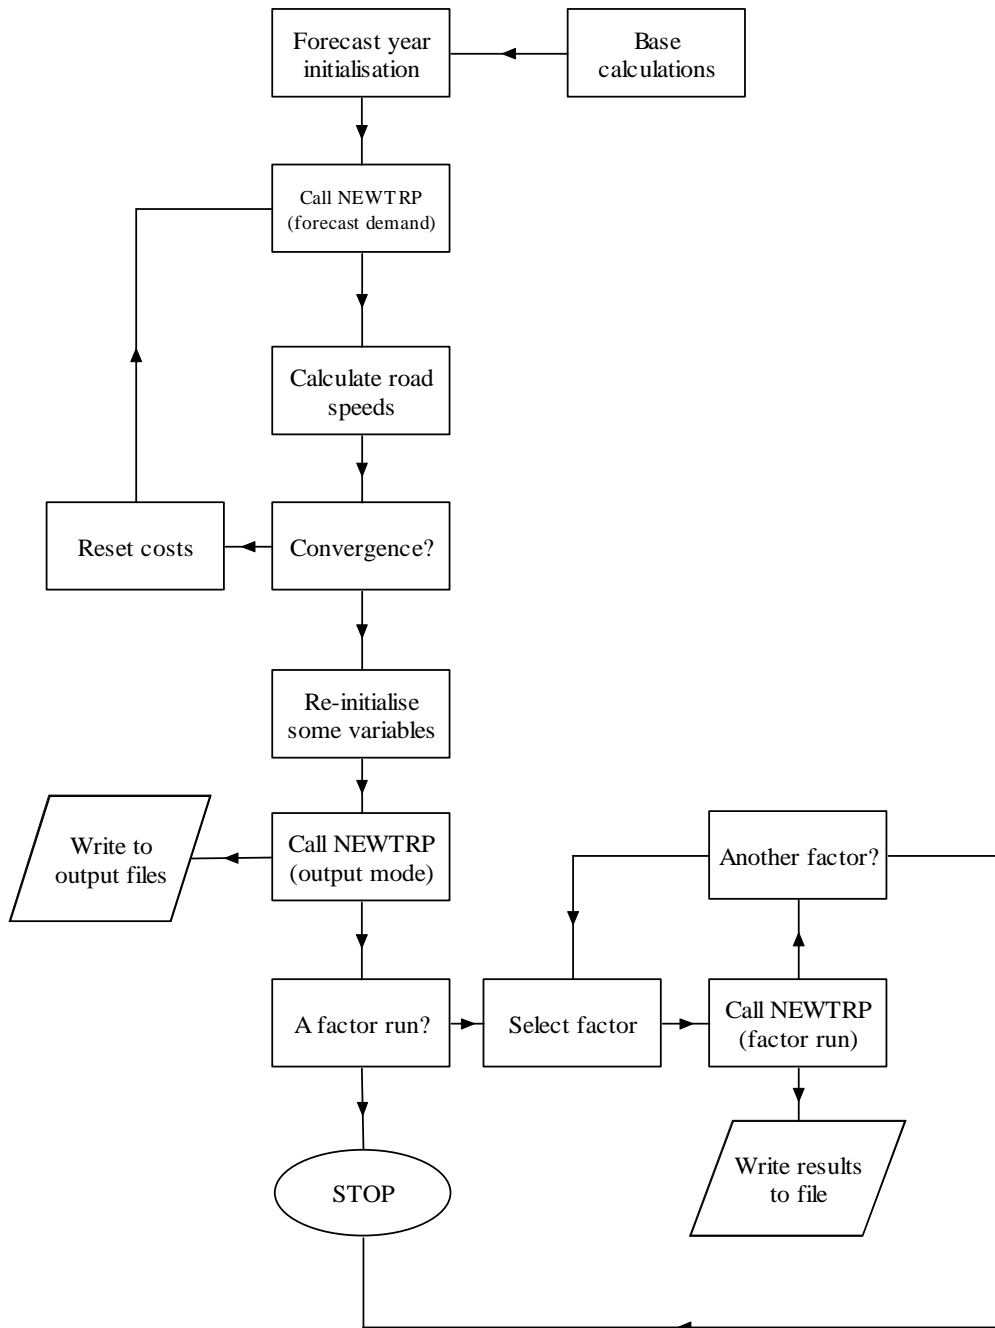 Forecast year
initialisation
Base
calculations
Call NEWTRP
(forecast demand)
Calculate road
speeds
Reset costs
Convergence?
Re-initialise
some variables
Write to
output files
Call NEWTRP
(output mode)
Another factor?
A factor run?
Select factor
Call NEWTRP
(factor run)
Write results
to file
STOP